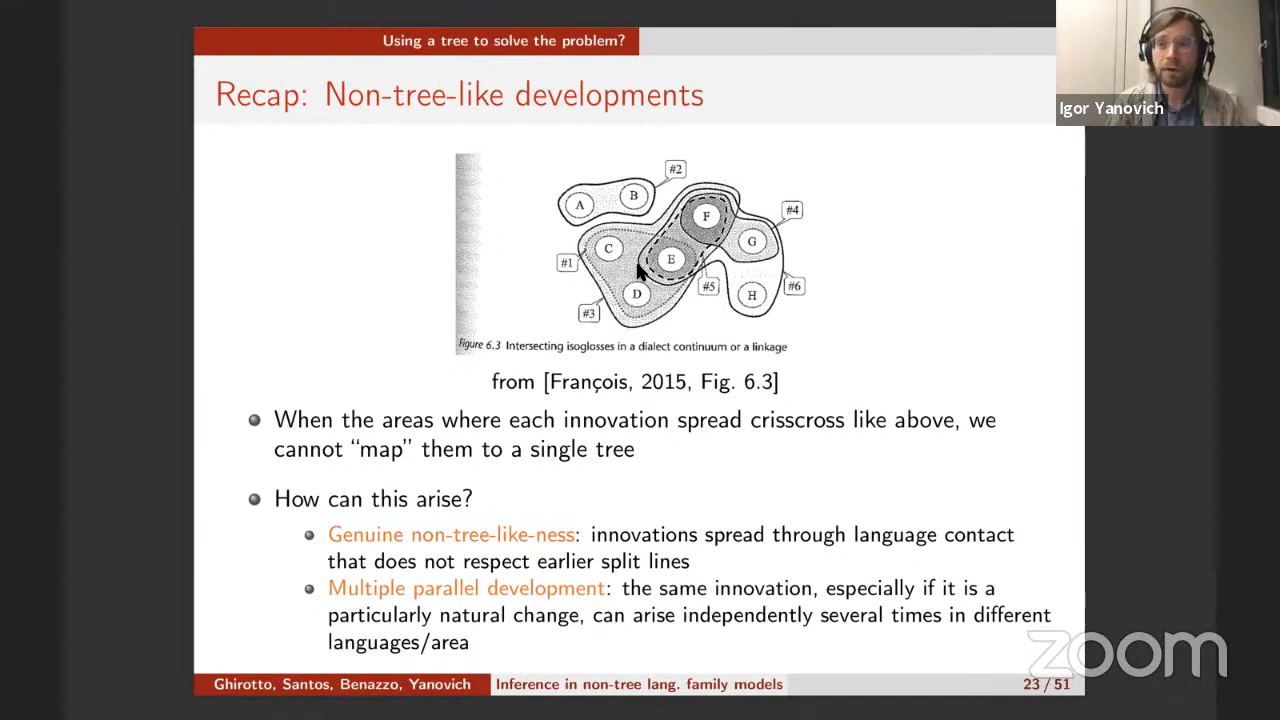 Using a tree to solve the problem?
Recap: Non-tree-like developments
Igor Yanovich
#2
A
B
F
#4
G
C
E
#1
#5
#6
D
H
#3
Figure 6.3 Intersecting isoglosses in a dialect continuum or a linkage
from [François, 2015, Fig. 6.3]
When the areas where each innovation spread crisscross like above, we
cannot “map” them to a single tree
How can this arise?
Genuine non-tree-like-ness: innovations spread through language contact
that does not respect earlier split lines
Multiple parallel development: the same innovation, especially if it is a
particularly natural change, can arise independently several times in different
languages/area
zoom
Ghirotto, Santos, Benazzo, Yanovich
Inference in non-tree lang. family models
23 / 51